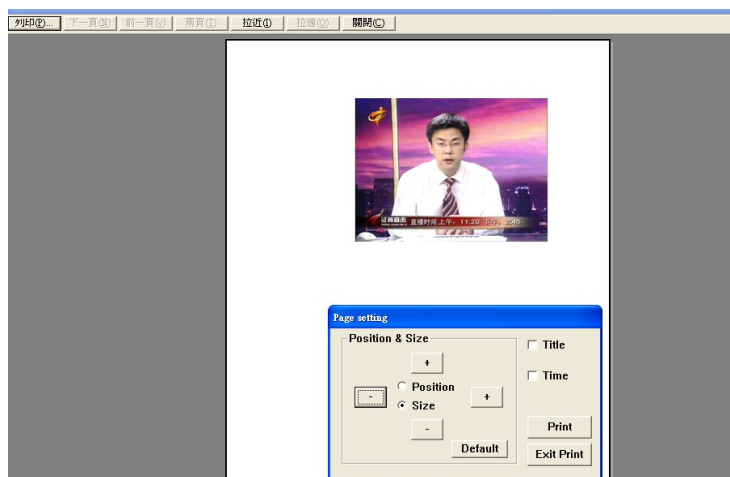 列印(P)... 下一頁(N) 前一頁(V) 兩頁(T) 拉近(I) 拉遠(O) 關閉(C)
直播时间 上午：11:20 下午：2:45
Page setting
Position & Size
+
Title
Time
- Position +
Size
-
Default
Print
Exit Print